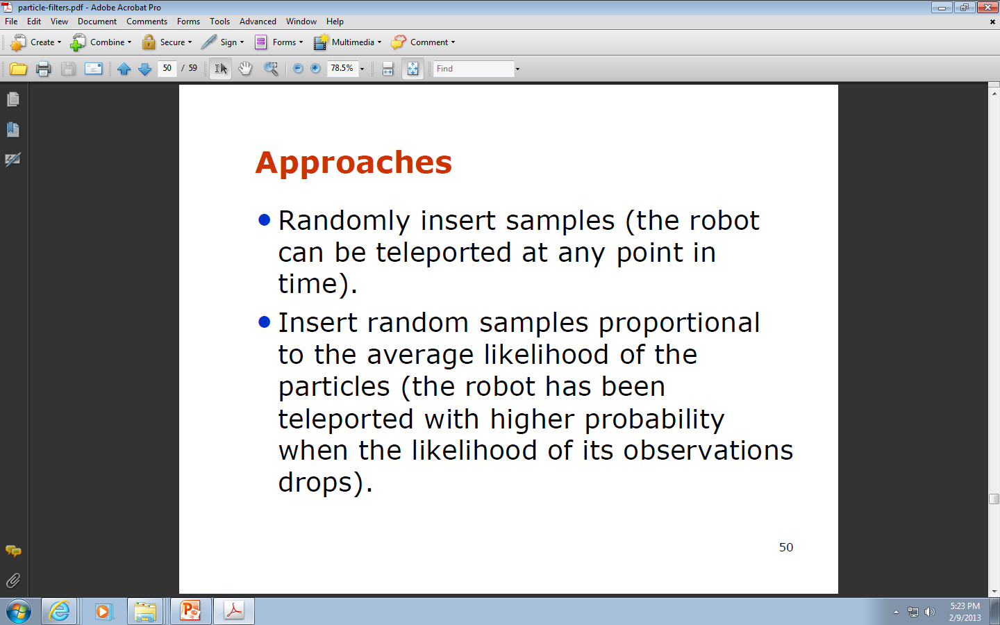 particle-filters.pdf - Adobe Acrobat Pro
File Edit View Document Comments Forms Tools Advanced Window Help
Create Combine Secure Sign Forms Multimedia Comment
50 / 59 78.5% Find
Approaches
• Randomly insert samples (the robot
can be teleported at any point in
time).
• Insert random samples proportional
to the average likelihood of the
particles (the robot has been
teleported with higher probability
when the likelihood of its observations
drops).
50
5:23 PM
2/9/2013